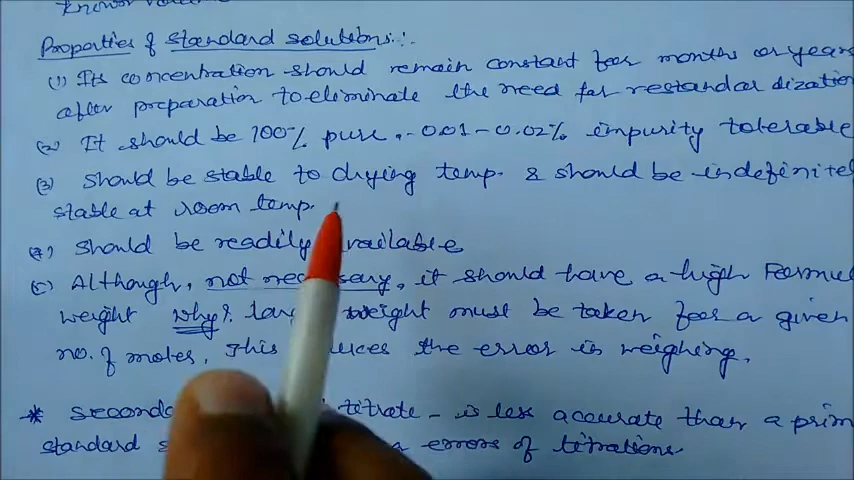 known
Properties of standard solutions:.
(1) Its concentration should remain constant for months or years
after preparation to eliminate the need for restandardization
(2) It should be 100% pure. - 0.01 - 0.02% impurity tolerable
(3) should be stable to drying temp. & should be indefinitel
stable at room temp.
(4) should be readily available
(5) Although, not necessary, it should have a high Formul
weight why? weight must be taken for a given
no. of moles. This the error in weighing.
* titrate - is less accurate than a prim
standard errors of titrations